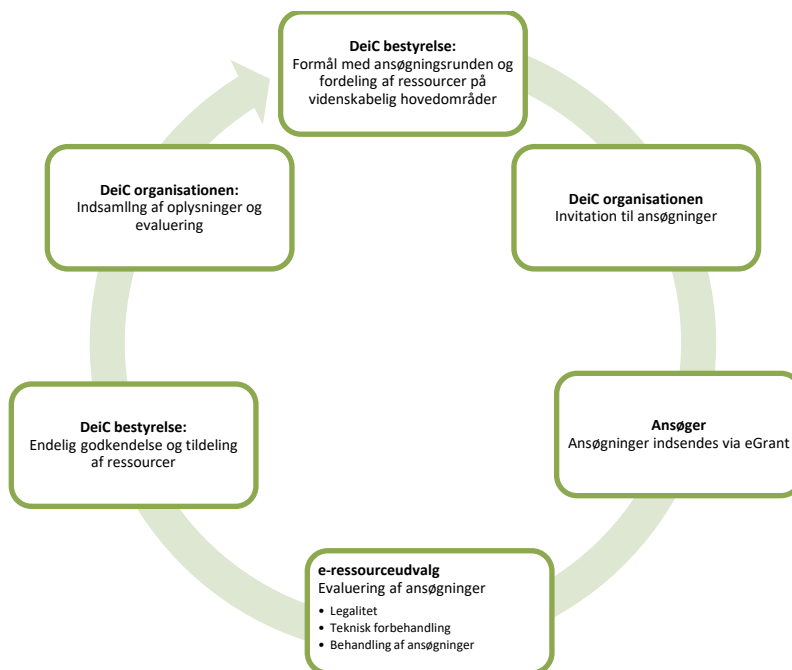 DeiC bestyrelse:
Formål med ansøgningsrunden og
fordeling af ressourcer på
videnskabelig hovedområder
DeiC organisationen
Invitation til ansøgninger
Ansøger
Ansøgninger indsendes via eGrant
e-ressourceudvalg
Evaluering af ansøgninger
• Legalitet
• Teknisk forbehandling
• Behandling af ansøgninger
DeiC bestyrelse:
Endelig godkendelse og tildeling
af ressourcer
DeiC organisationen:
Indsamllng af oplysninger og
evaluering